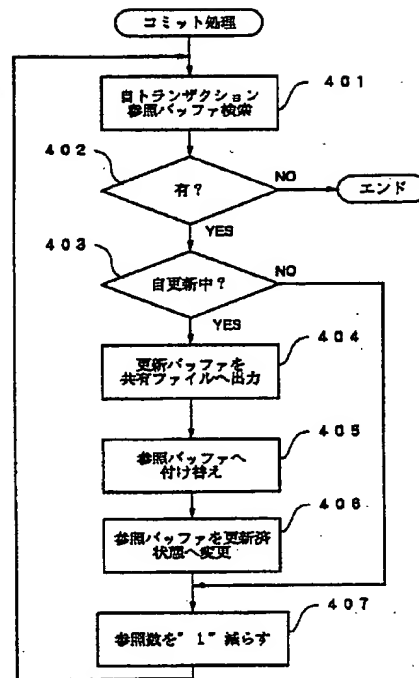 コミット処理
401
自トランザクション
参照バッファ検索
402
有?
NO
エンド
YES
403
自更新中?
NO
YES
404
更新バッファを
共有ファイルへ出力
405
参照バッファへ
付け替え
406
参照バッファを更新済
状態へ変更
407
参照数を"1"減らす